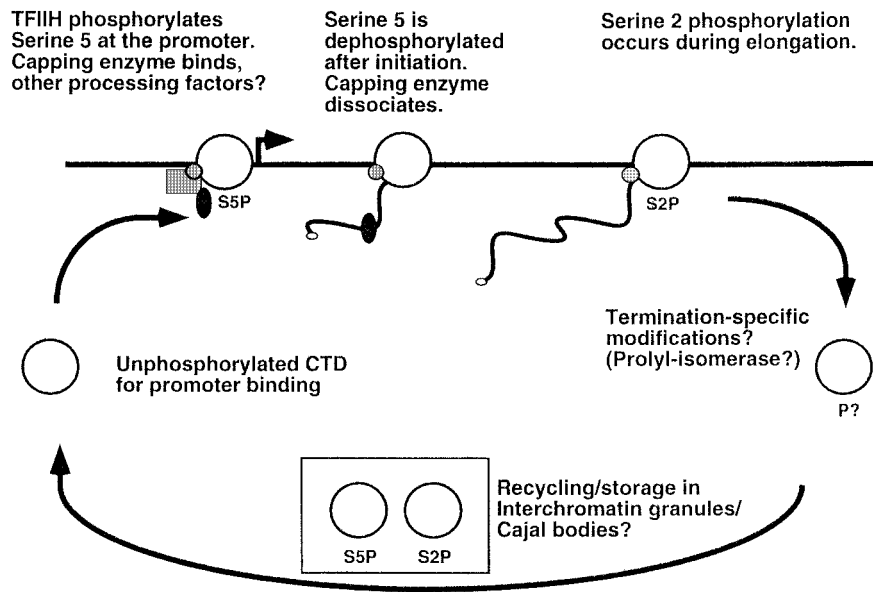 TFIIH phosphorylates
Serine 5 at the promoter.
Capping enzyme binds,
other processing factors?
Serine 5 is
dephosphorylated
after initiation.
Capping enzyme
dissociates.
Serine 2 phosphorylation
occurs during elongation.
S5P
S2P
Unphosphorylated CTD
for promoter binding
Termination-specific
modifications?
(Prolyl-isomerase?)
P?
S5P
S2P
Recycling/storage in
Interchromatin granules/
Cajal bodies?